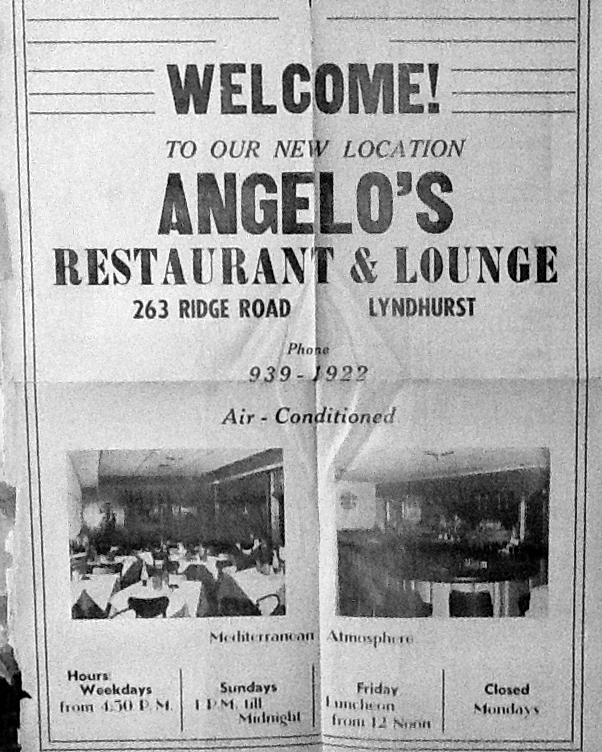 WELCOME!
TO OUR NEW LOCATION
ANGELO'S
RESTAURANT & LOUNGE
263 RIDGE ROAD LYNDHURST
Phone
939-1922
Air - Conditioned
Mediterranean Atmosphere
Hours:
Weekdays
from 4:30 P. M.
Sundays
1 P.M. till
Midnight
Friday
Luncheon
from 12 Noon
Closed
Mondays